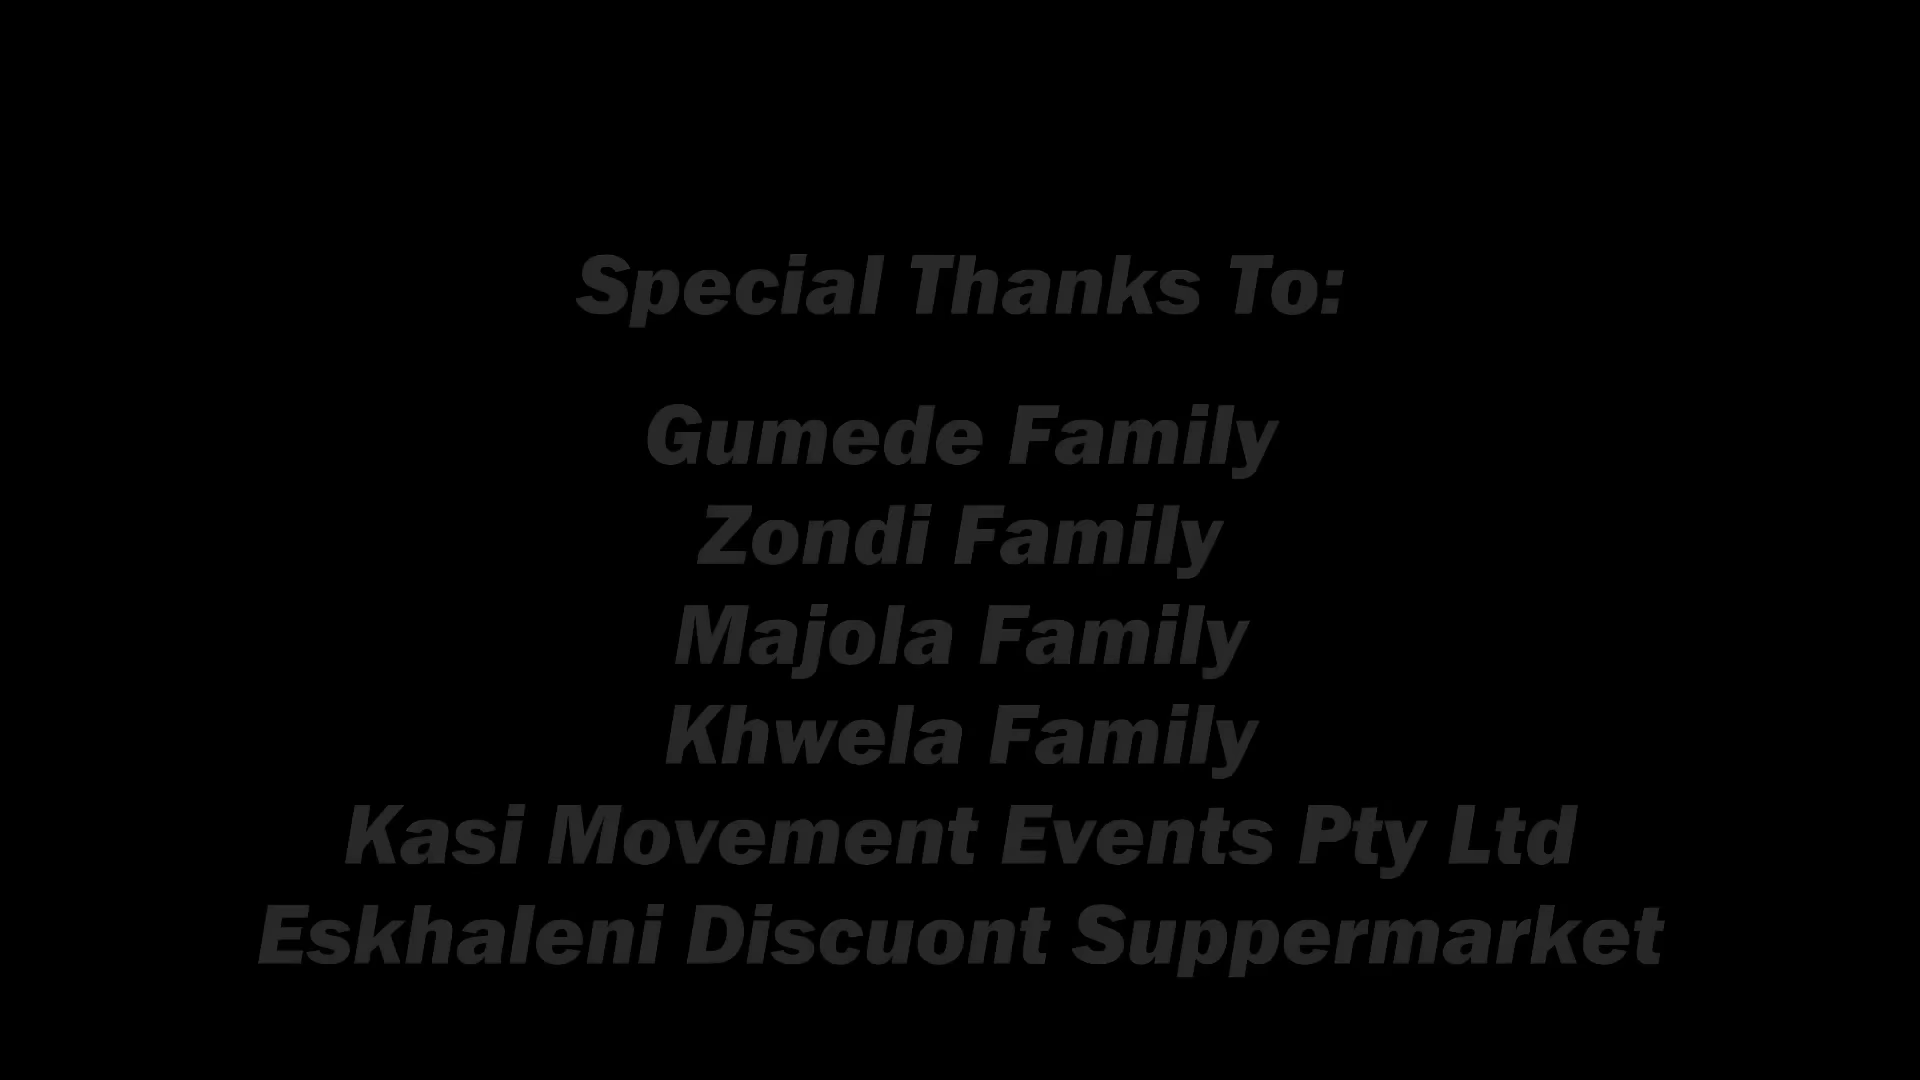 Special Thanks To:
Gumede Family
Zondi Family
Majola Family
Khwela Family
Kasi Movement Events Pty Ltd
Eskhaleni Discuont Suppermarket